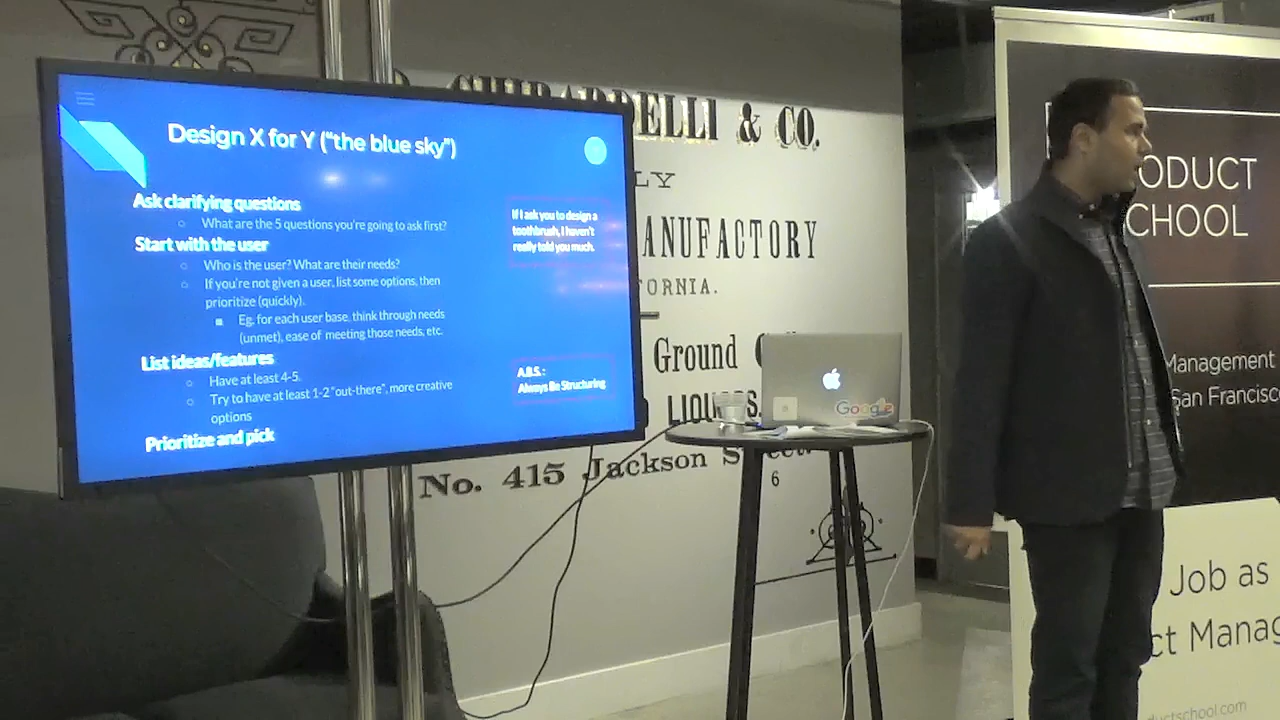 Design X for Y ("the blue sky")
Ask clarifying questions
What are the 5 questions you're going to ask first?
Start with the user
Who is the user? What are their needs?
If you're not given a user, list some options, then
prioritize (quickly).
Eg. for each user base, think through needs
(unmet), ease of meeting those needs, etc.
List ideas/features
Have at least 4-5.
Try to have at least 1-2 "out-there", more creative
options
Prioritize and pick
If I ask you to design a
toothbrush, I haven't
really told you much.
A.B.S.:
Always Be Structuring
& CO.
LY
ANUFACTORY
FORNIA.
Ground
LIQUORS.
No. 415 Jackson
6
Google
ODUCT
CHOOL
Management
San Francisc
Job as
ct Manag
ductschool.com